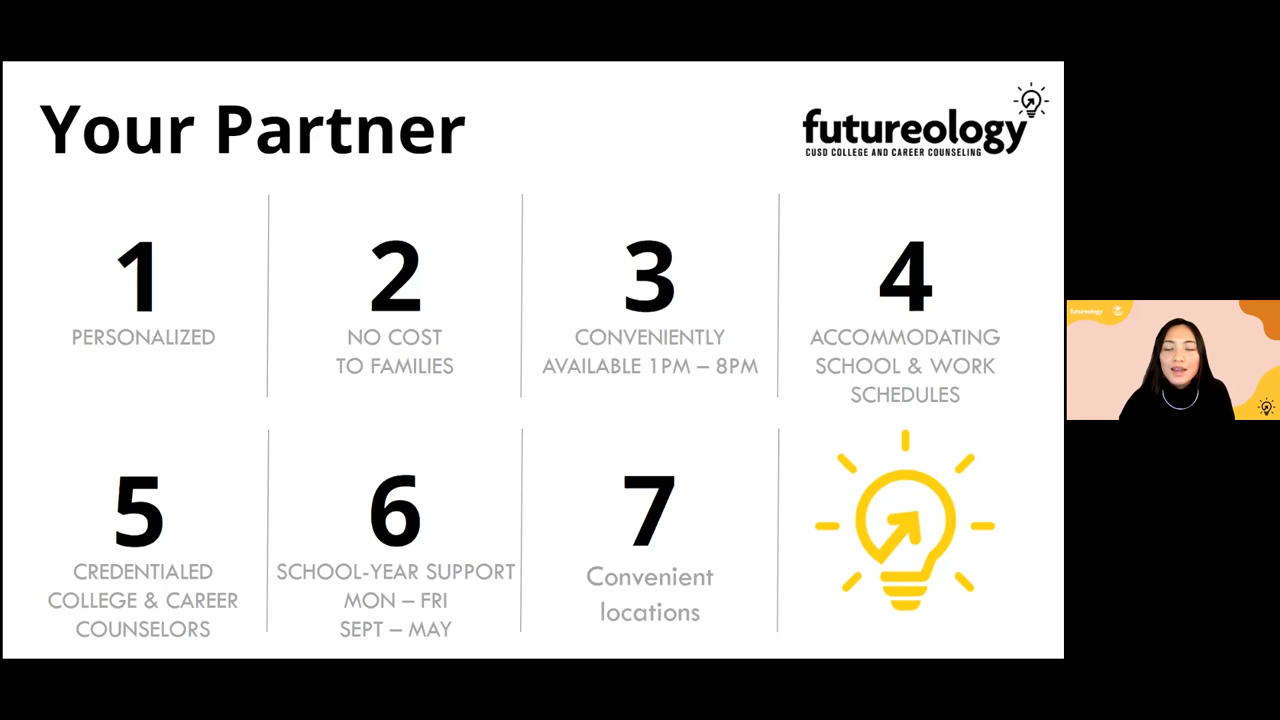 Your Partner
futureology
CUSD COLLEGE AND CAREER COUNSELING
1
PERSONALIZED
2
NO COST
TO FAMILIES
3
CONVENIENTLY
AVAILABLE 1PM – 8PM
4
ACCOMMODATING
SCHOOL & WORK
SCHEDULES
5
CREDENTIALED
COLLEGE & CAREER
COUNSELORS
6
SCHOOL-YEAR SUPPORT
MON – FRI
SEPT – MAY
7
Convenient
locations
futureology